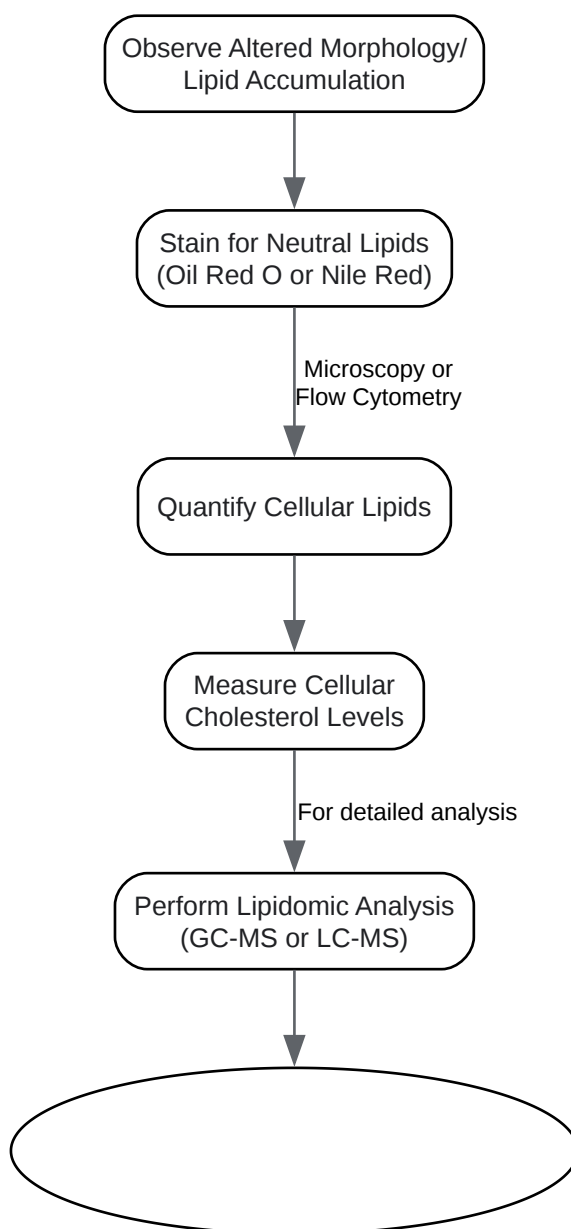 Observe Altered Morphology/
Lipid Accumulation
Stain for Neutral Lipids
(Oil Red O or Nile Red)
Microscopy or
Flow Cytometry
Quantify Cellular Lipids
Measure Cellular
Cholesterol Levels
For detailed analysis
Perform Lipidomic Analysis
(GC-MS or LC-MS)